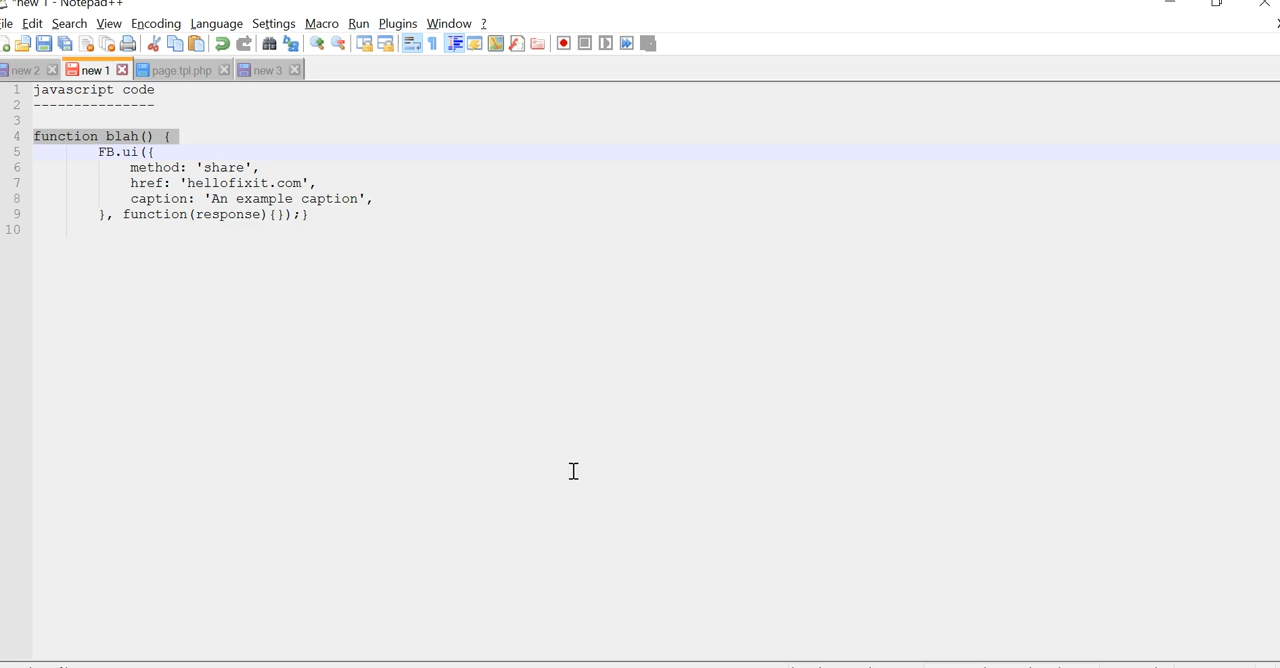 *new 1 - Notepad++
ile Edit Search View Encoding Language Settings Macro Run Plugins Window ?
new 2 new 1 page.tpl.php new 3
1 javascript code
2 ---------------
3
4 function blah() {
5 FB.ui({
6 method: 'share',
7 href: 'hellofixit.com',
8 caption: 'An example caption',
9 }, function(response){});}
10